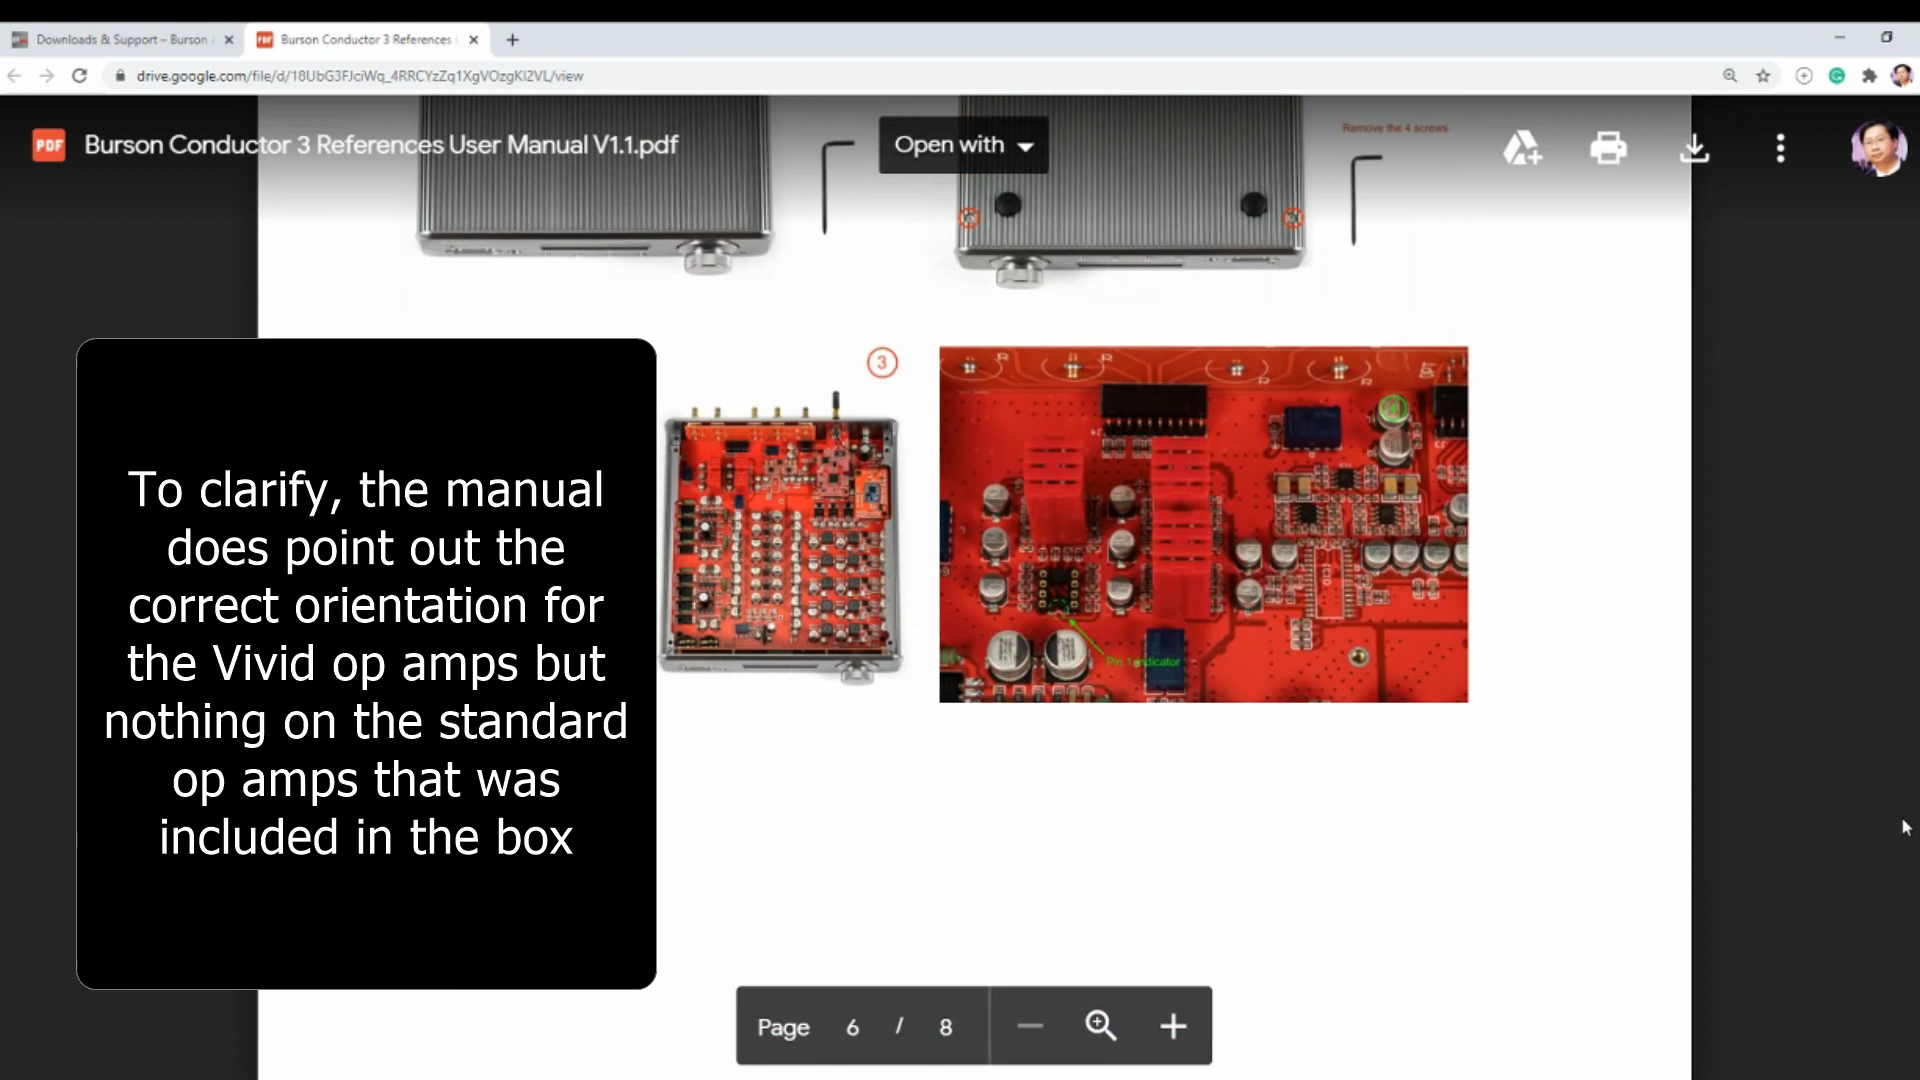 Downloads & Support – Burson
Burson Conductor 3 References
drive.google.com/file/d/18UbG3FJciWq_4RRCYzZq1XgVOzgKl2VL/view
PDF
Burson Conductor 3 References User Manual V1.1.pdf
Open with
Remove the 4 screws
3
R
R
R
R
Pin 1 indicator
To clarify, the manual
does point out the
correct orientation for
the Vivid op amps but
nothing on the standard
op amps that was
included in the box
Page 6 / 8